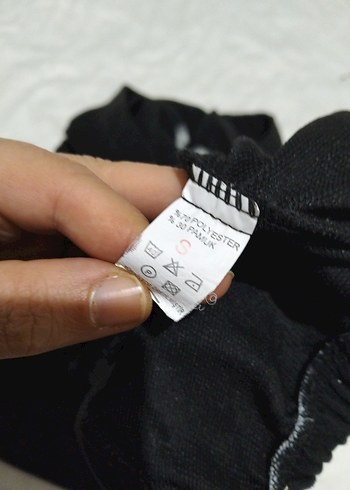 %70 POLYESTER
% 30 PAMUK
S